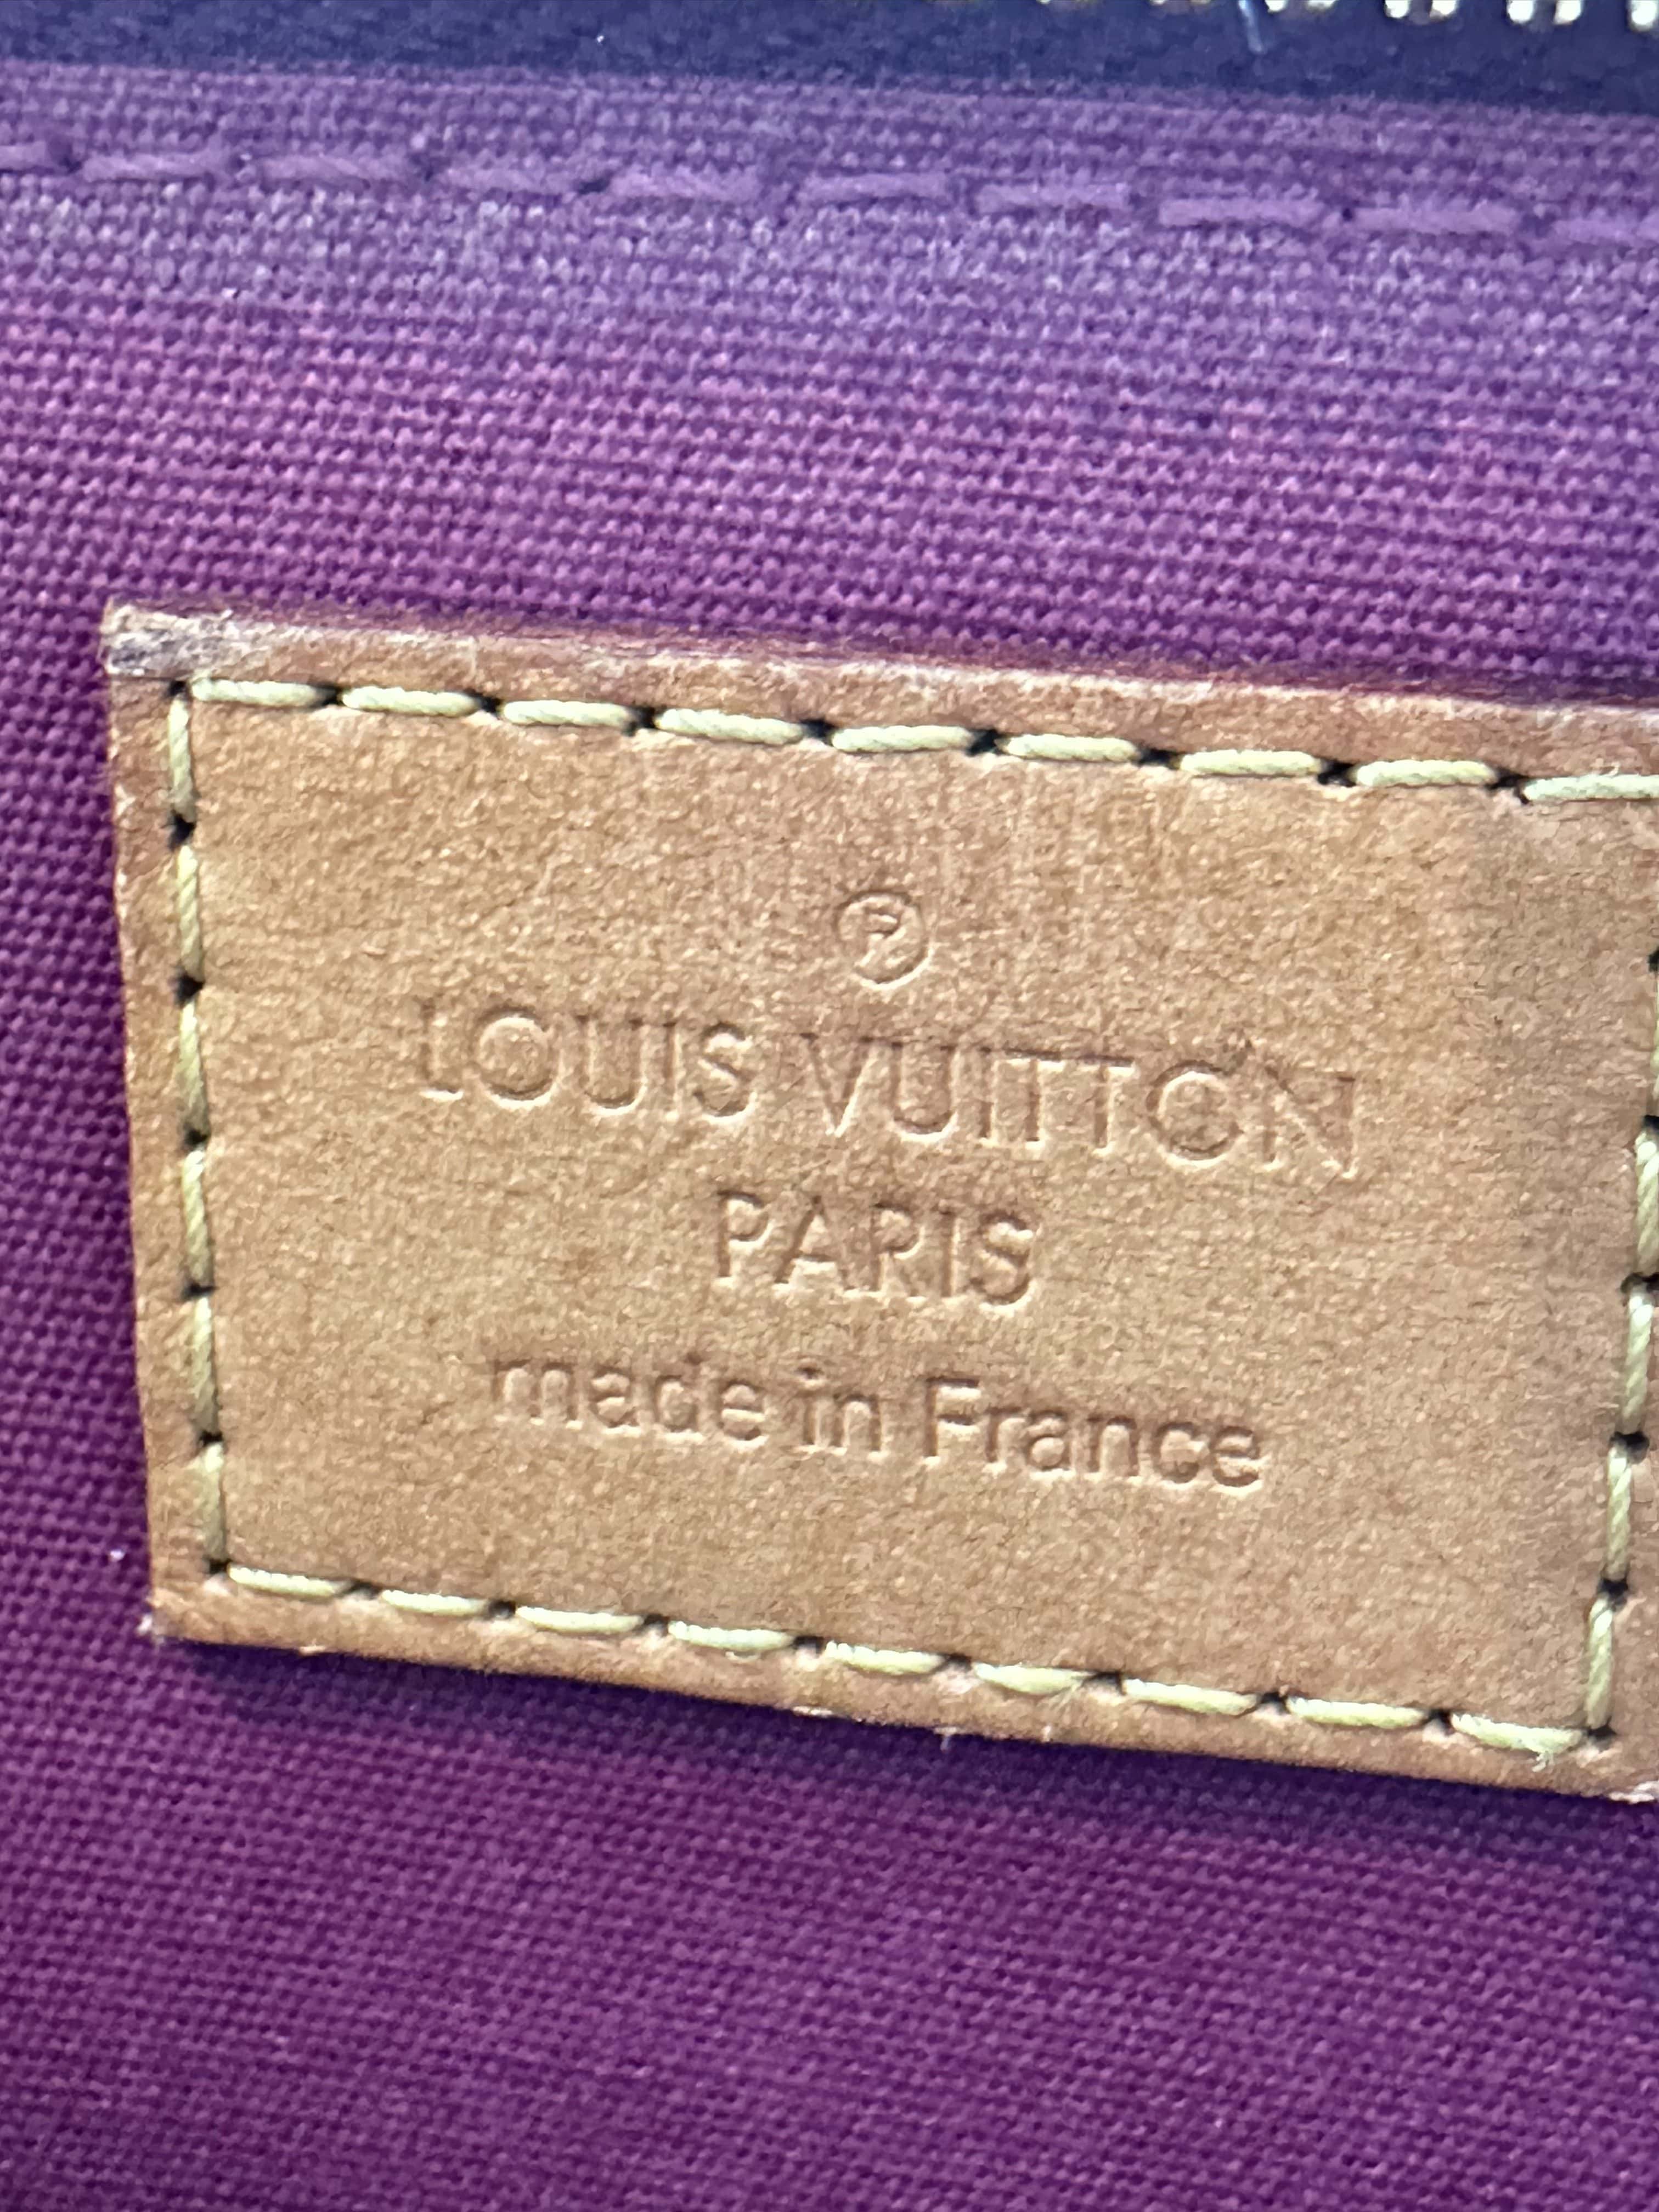 ®
LOUIS VUITTON
PARIS
made in France